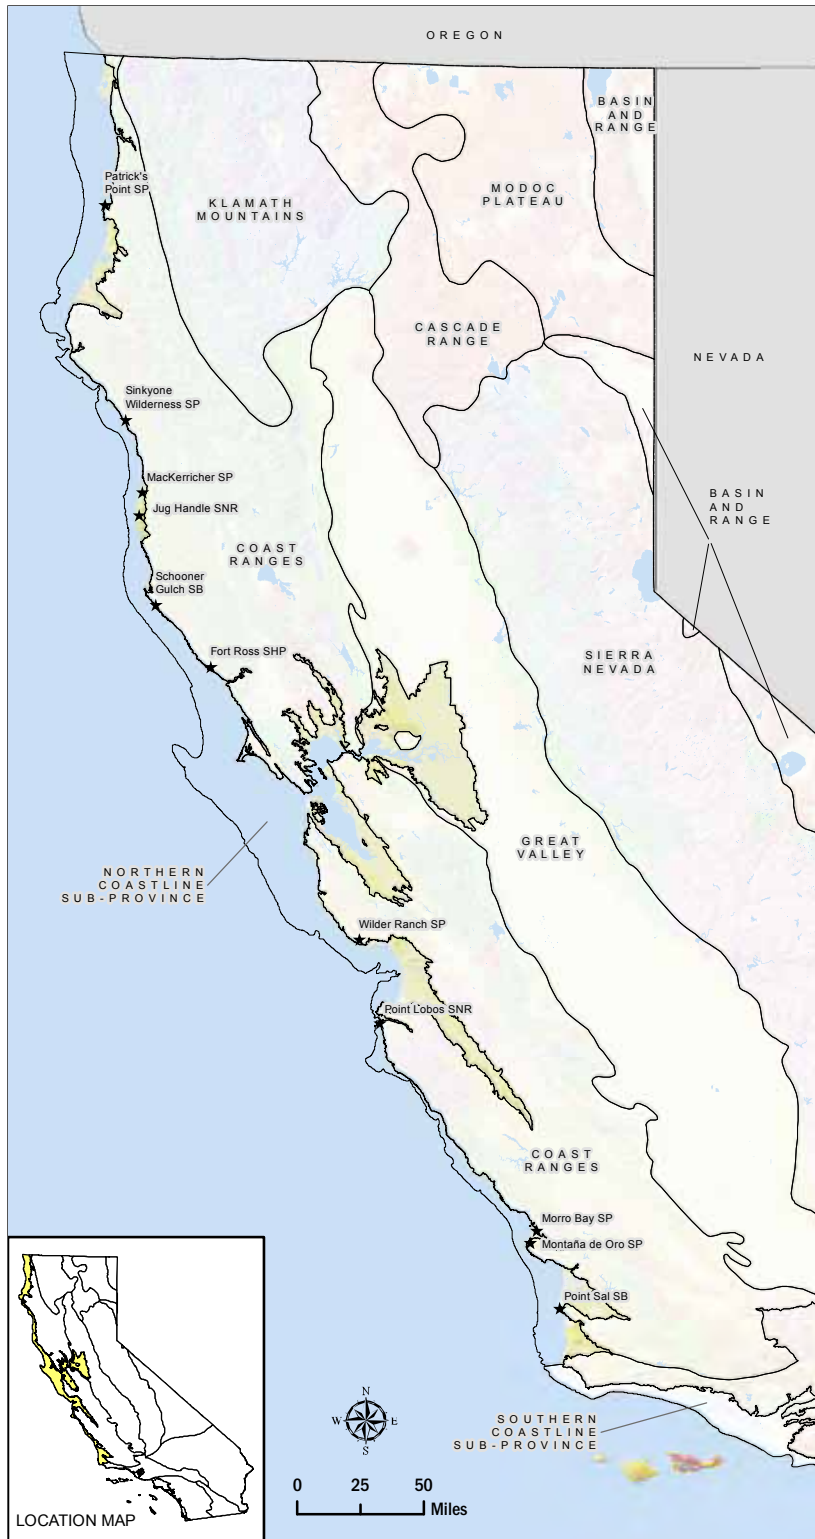 OREGON
BASIN
AND
RANGE
Patrick's
Point SP
KLAMATH
MOUNTAINS
MODOC
PLATEAU
CASCADE
RANGE
NEVADA
Sinkyone
Wilderness SP
MacKerricher SP
Jug Handle SNR
BASIN
AND
RANGE
COAST
RANGES
Schooner
Gulch SB
Fort Ross SHP
SIERRA
NEVADA
GREAT
VALLEY
NORTHERN
COASTLINE
SUB-PROVINCE
Wilder Ranch SP
Point Lobos SNR
COAST
RANGES
Morro Bay SP
Montaña de Oro SP
Point Sal SB
SOUTHERN
COASTLINE
SUB-PROVINCE
N
W E
S
0 25 50
Miles
LOCATION MAP